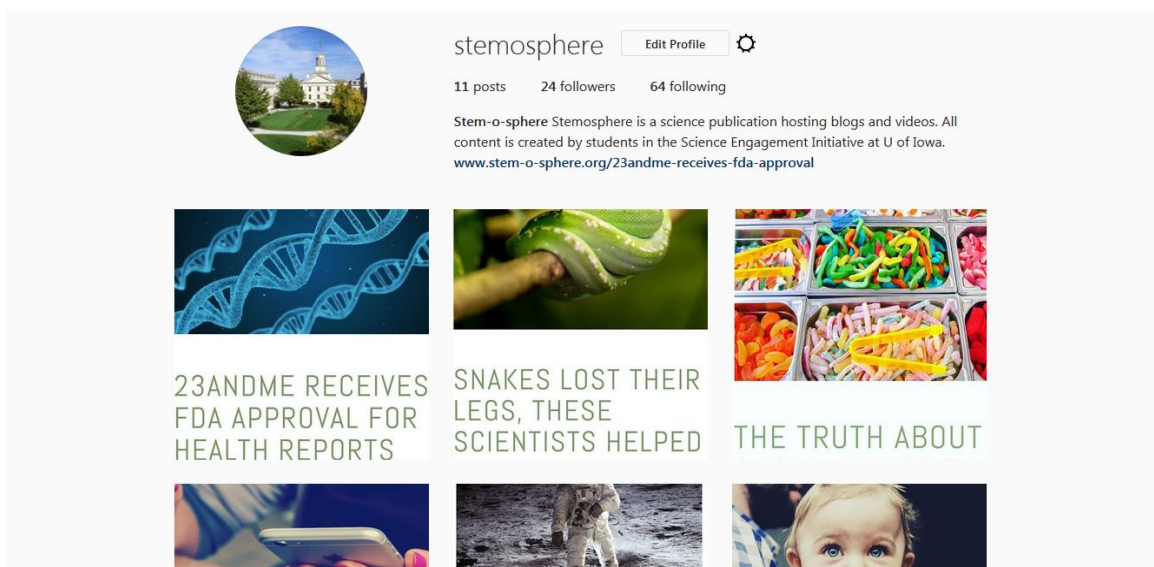 stemosphere Edit Profile
11 posts 24 followers 64 following
Stem-o-sphere Stemosphere is a science publication hosting blogs and videos. All
content is created by students in the Science Engagement Initiative at U of Iowa.
www.stem-o-sphere.org/23andme-receives-fda-approval
23ANDME RECEIVES
FDA APPROVAL FOR
HEALTH REPORTS
SNAKES LOST THEIR
LEGS, THESE
SCIENTISTS HELPED
THE TRUTH ABOUT